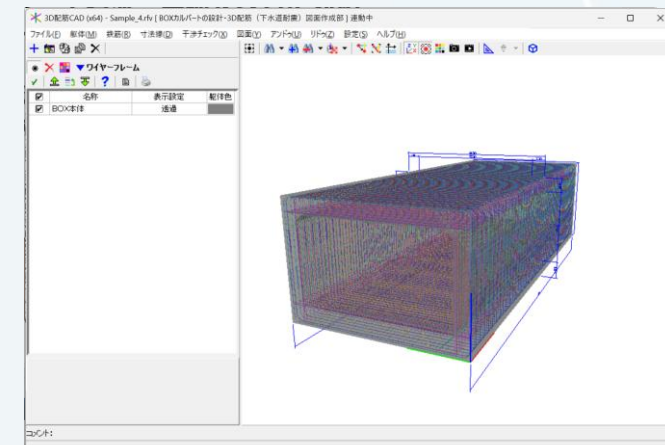 3D配筋CAD (x64) - Sample_4.rfv [ BOXカルバートの設計・3D配筋（下水道耐震）図面作成部 ] 連動中
ファイル(F) 躯体(M) 鉄筋(R) 寸法線(D) 干渉チェック(X) 図面(Y) アンドゥ(U) リドゥ(Z) 設定(S) ヘルプ(H)
▼ワイヤーフレーム
名称 表示設定 躯体色
BOX本体 透過
コメント: